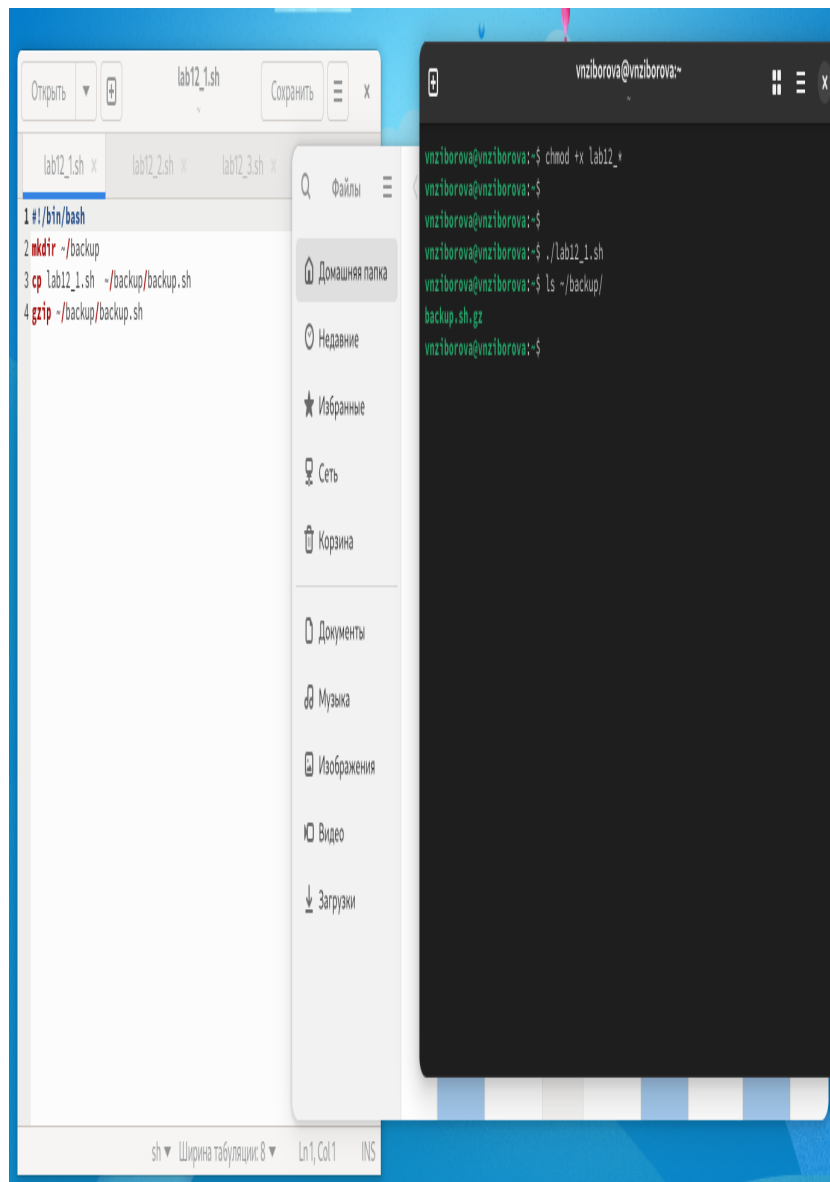 Открыть
lab12_1.sh
~
Сохранить
lab12_1.sh
lab12_2.sh
lab12_3.sh
1 #!/bin/bash
2 mkdir ~/backup
3 cp lab12_1.sh ~/backup/backup.sh
4 gzip ~/backup/backup.sh
sh
Ширина табуляции: 8
Ln 1, Col 1
INS
Файлы
Домашняя папка
Недавние
Избранные
Сеть
Корзина
Документы
Музыка
Изображения
Видео
Загрузки
vnziborova@vnziborova:~
~
vnziborova@vnziborova:~$ chmod +x lab12_*
vnziborova@vnziborova:~$
vnziborova@vnziborova:~$
vnziborova@vnziborova:~$ ./lab12_1.sh
vnziborova@vnziborova:~$ ls ~/backup/
backup.sh.gz
vnziborova@vnziborova:~$